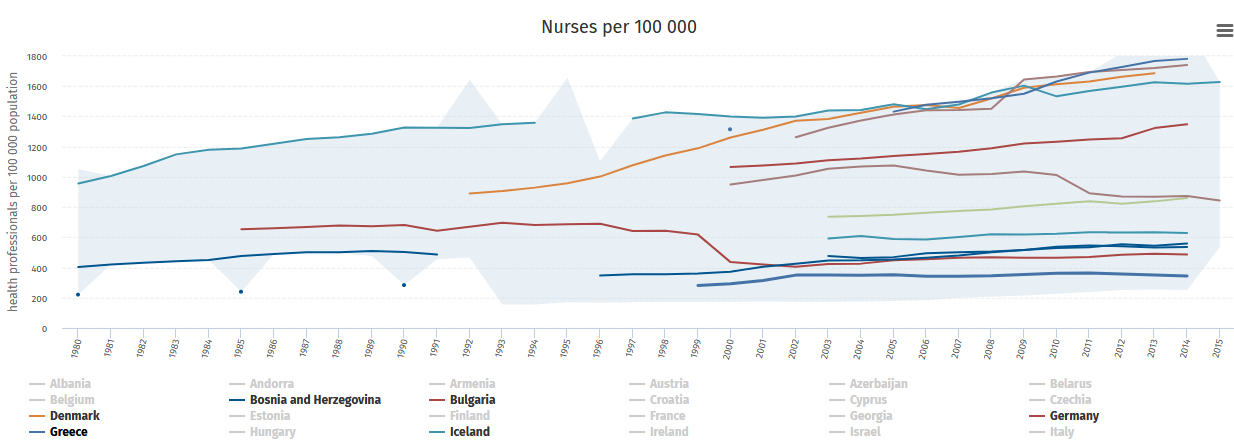 Nurses per 100 000
health professionals per 100 000 population
1800
1600
1400
1200
1000
800
600
400
200
0
1980 1981 1982 1983 1984 1985 1986 1987 1988 1989 1990 1991 1992 1993 1994 1995 1996 1997 1998 1999 2000 2001 2002 2003 2004 2005 2006 2007 2008 2009 2010 2011 2012 2013 2014 2015
Albania Andorra Armenia Austria Azerbaijan Belarus
Belgium Bosnia and Herzegovina Bulgaria Croatia Cyprus Czechia
Denmark Estonia Finland France Georgia Germany
Greece Hungary Iceland Ireland Israel Italy